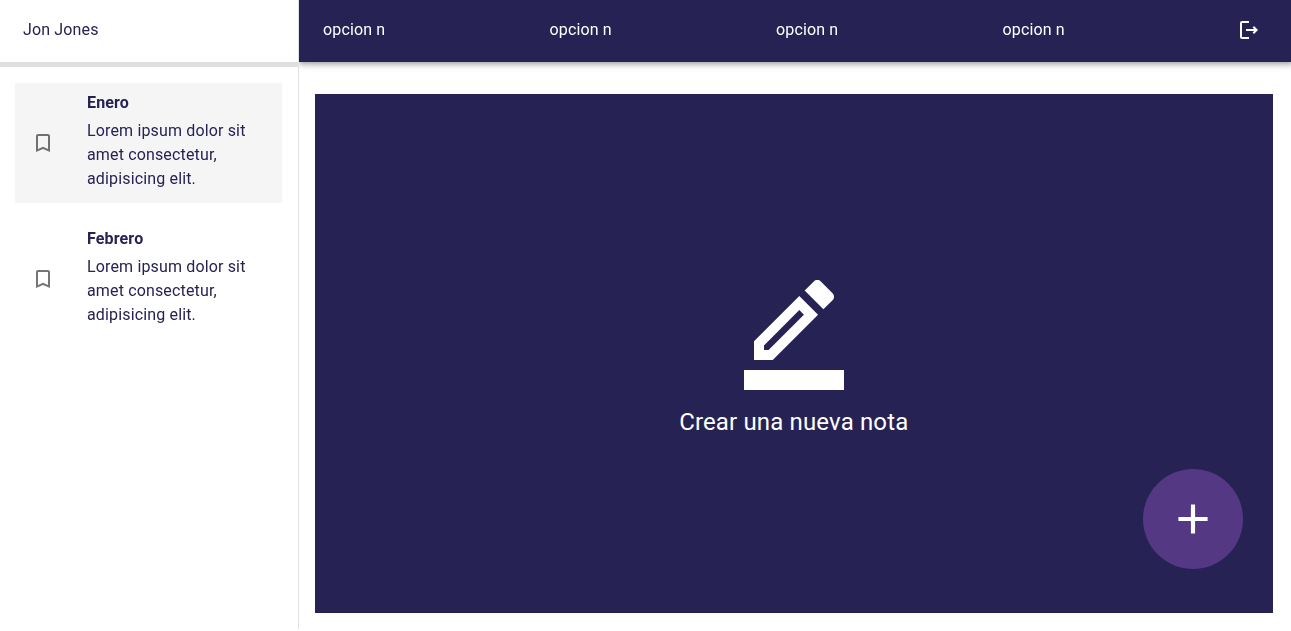 Jon Jones
opcion n
opcion n
opcion n
opcion n
Enero
Lorem ipsum dolor sit
amet consectetur,
adipisicing elit.
Febrero
Lorem ipsum dolor sit
amet consectetur,
adipisicing elit.
Crear una nueva nota